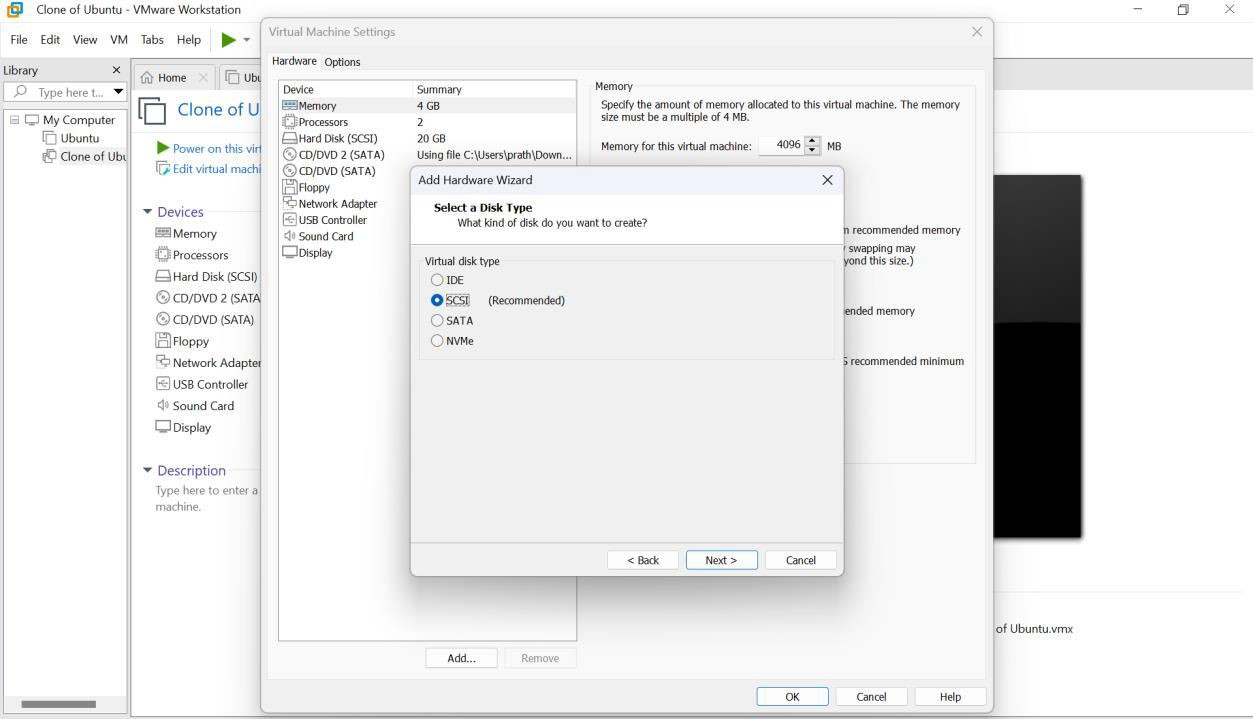 Clone of Ubuntu - VMware Workstation
File Edit View VM Tabs Help
Library
Type here t...
My Computer
Ubuntu
Clone of Ubu
Home
Ubu
Clone of U
Power on this virt
Edit virtual machi
Devices
Memory
Processors
Hard Disk (SCSI)
CD/DVD 2 (SATA
CD/DVD (SATA)
Floppy
Network Adapter
USB Controller
Sound Card
Display
Description
Type here to enter a
machine.
Virtual Machine Settings
Hardware Options
Device Summary
Memory 4 GB
Processors 2
Hard Disk (SCSI) 20 GB
CD/DVD 2 (SATA) Using file C:\Users\prath\Down...
CD/DVD (SATA)
Floppy
Network Adapter
USB Controller
Sound Card
Display
Memory
Specify the amount of memory allocated to this virtual machine. The memory
size must be a multiple of 4 MB.
Memory for this virtual machine: 4096 MB
recommended memory
swapping may
yond this size.)
ended memory
recommended minimum
Add Hardware Wizard
Select a Disk Type
What kind of disk do you want to create?
Virtual disk type
IDE
SCSI (Recommended)
SATA
NVMe
< Back Next > Cancel
Add... Remove
OK Cancel Help
of Ubuntu.vmx